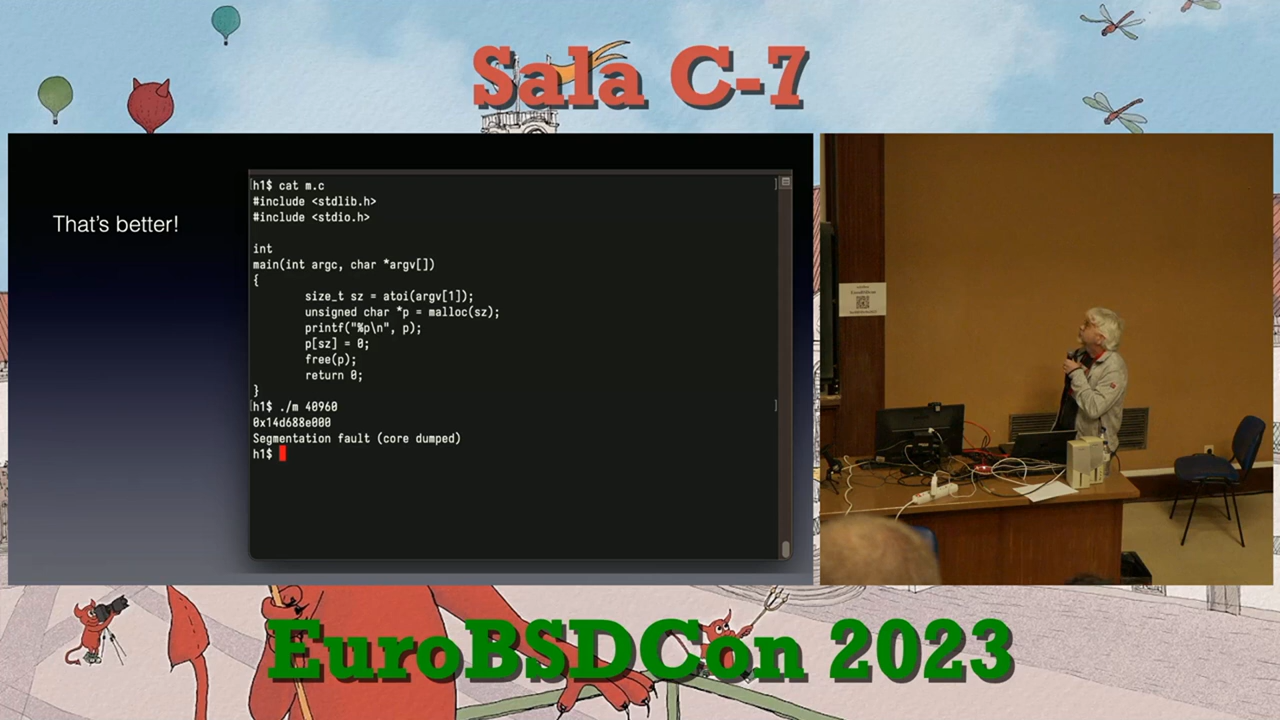 Sala C-7
That's better!
h1$ cat m.c
#include <stdlib.h>
#include <stdio.h>
int
main(int argc, char *argv[])
{
size_t sz = atoi(argv[1]);
unsigned char *p = malloc(sz);
printf("%p\n", p);
p[sz] = 0;
free(p);
return 0;
}
h1$ ./m 40960
0x14d688e000
Segmentation fault (core dumped)
h1$
EuroBSDCon 2023